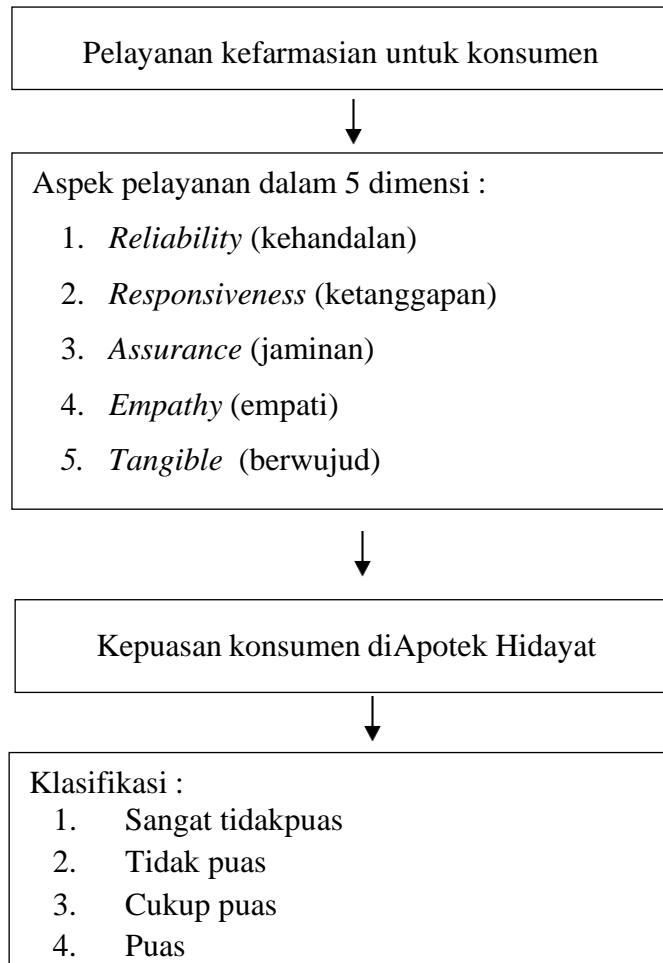 Pelayanan kefarmasian untuk konsumen
Aspek pelayanan dalam 5 dimensi :
1. Reliability (kehandalan)
2. Responsiveness (ketanggapan)
3. Assurance (jaminan)
4. Empathy (empati)
5. Tangible (berwujud)
Kepuasan konsumen diApotek Hidayat
Klasifikasi :
1. Sangat tidakpuas
2. Tidak puas
3. Cukup puas
4. Puas